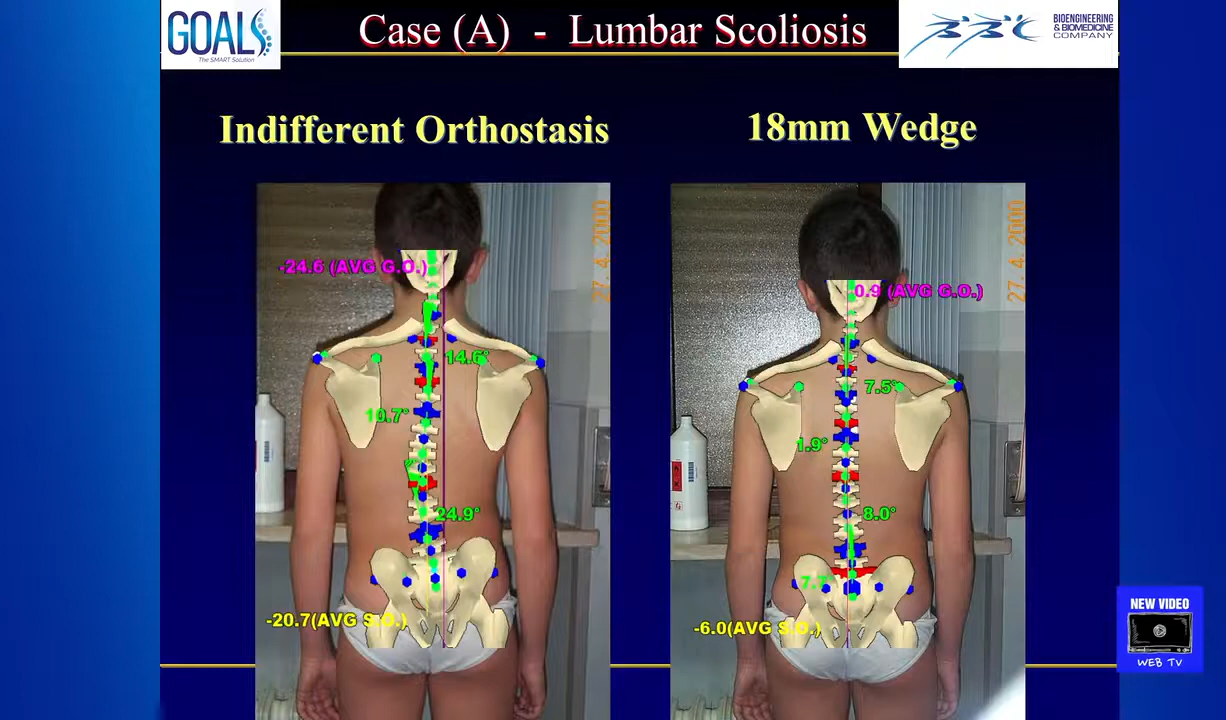 GOALS
The SMART Solution
Case (A) - Lumbar Scoliosis
BIOENGINEERING
& BIOMEDICINE
COMPANY
Indifferent Orthostasis
18mm Wedge
27. 4. 2000
-24.6 (AVG G.O.)
14.6°
10.7°
24.9°
-20.7(AVG S.O.)
27. 4. 2000
0.9 (AVG G.O.)
7.5°
1.9°
8.0°
7.7°
-6.0(AVG S.O.)
NEW VIDEO
WEB TV